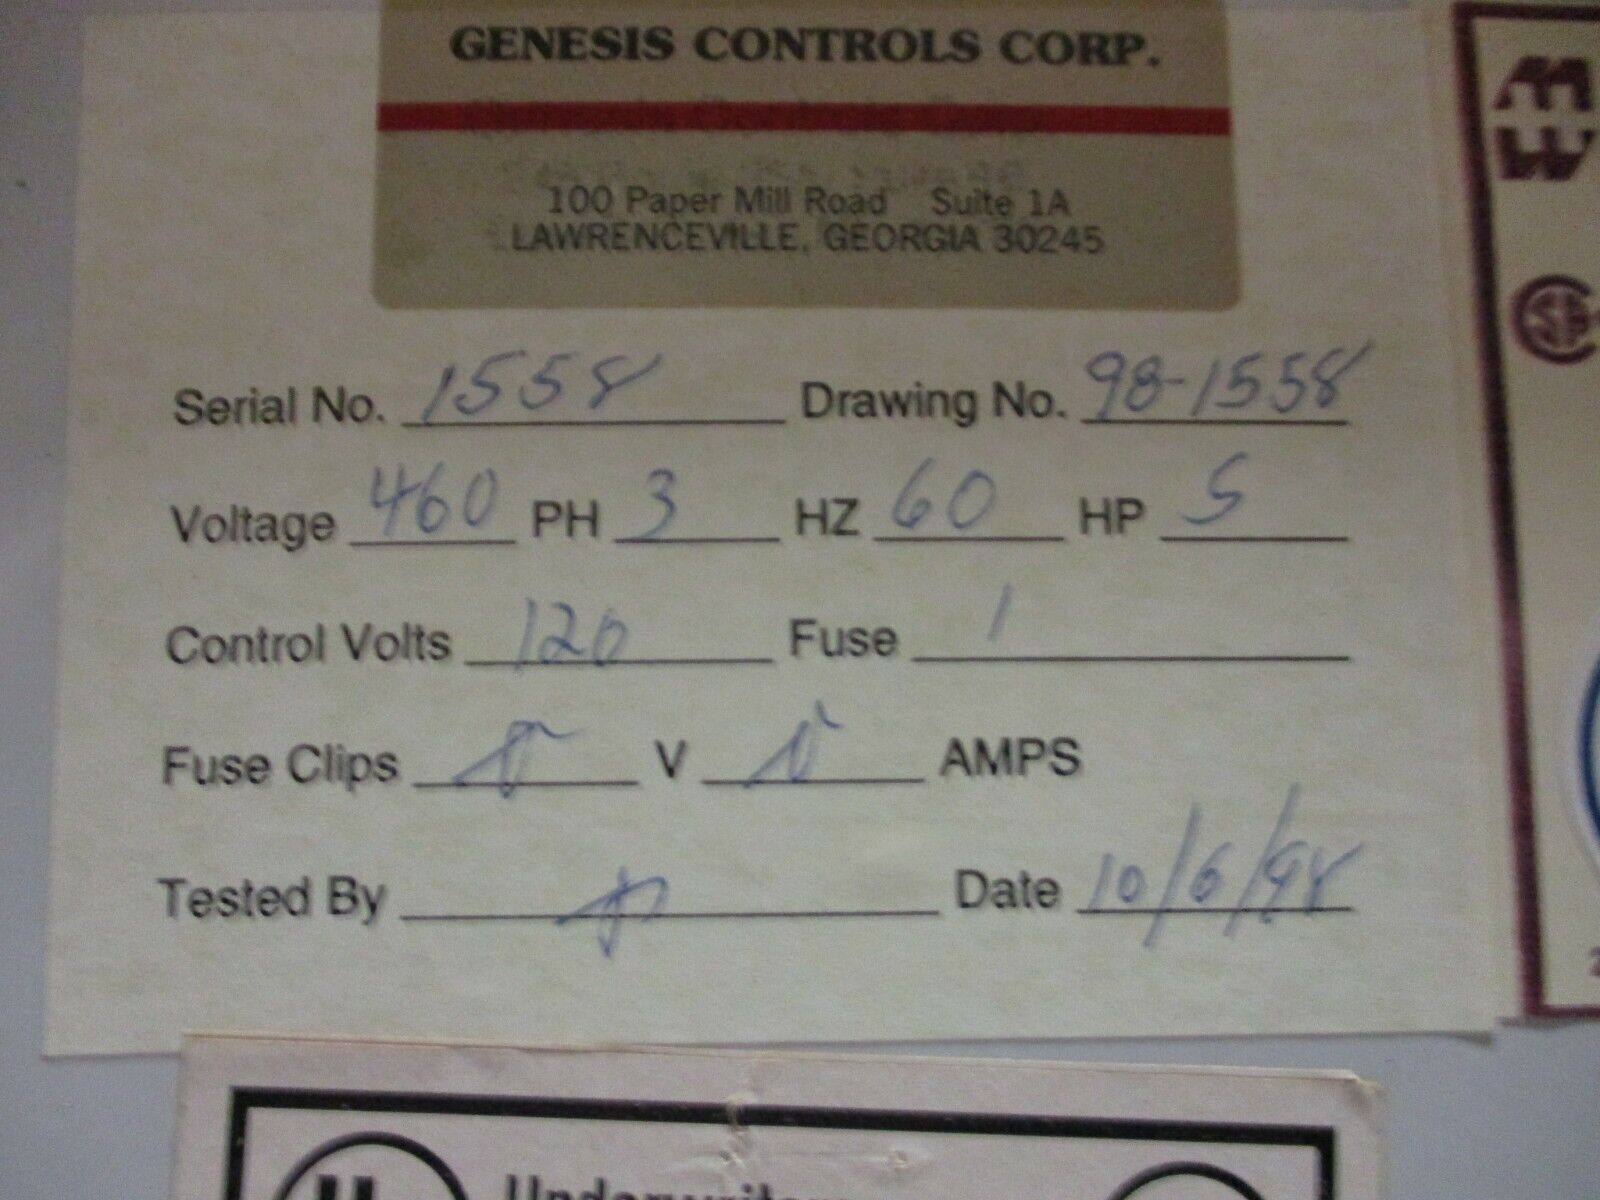 GENESIS CONTROLS CORP.
100 Paper Mill Road Suite 1A
LAWRENCEVILLE, GEORGIA 30245
Serial No. 1558 Drawing No. 98-1558
Voltage 460 PH 3 HZ 60 HP 5
Control Volts 120 Fuse 1
Fuse Clips V AMPS
Tested By Date 10/6/98
Underwriters